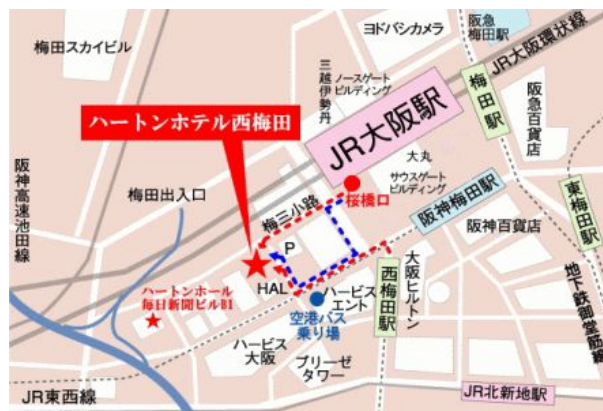 ヨドバシカメラ
阪急
梅田駅
JR大阪環状線
梅田スカイビル
三越伊勢丹
ノースゲート
ビルディング
梅田駅
阪急百貨店
ハートンホテル西梅田
JR大阪駅
大丸
サウスゲート
ビルディング
桜橋口
阪神高速池田線
梅田出入口
梅三小路
阪神梅田駅
阪神百貨店
東梅田駅
P
HAL
西梅田駅
大阪ヒルトン
地下鉄御堂筋線
ハートンホール
毎日新聞ビルB1
ハービス
エント
空港バス
乗り場
ハービス
大阪
ブリーゼ
タワー
JR東西線
JR北新地駅